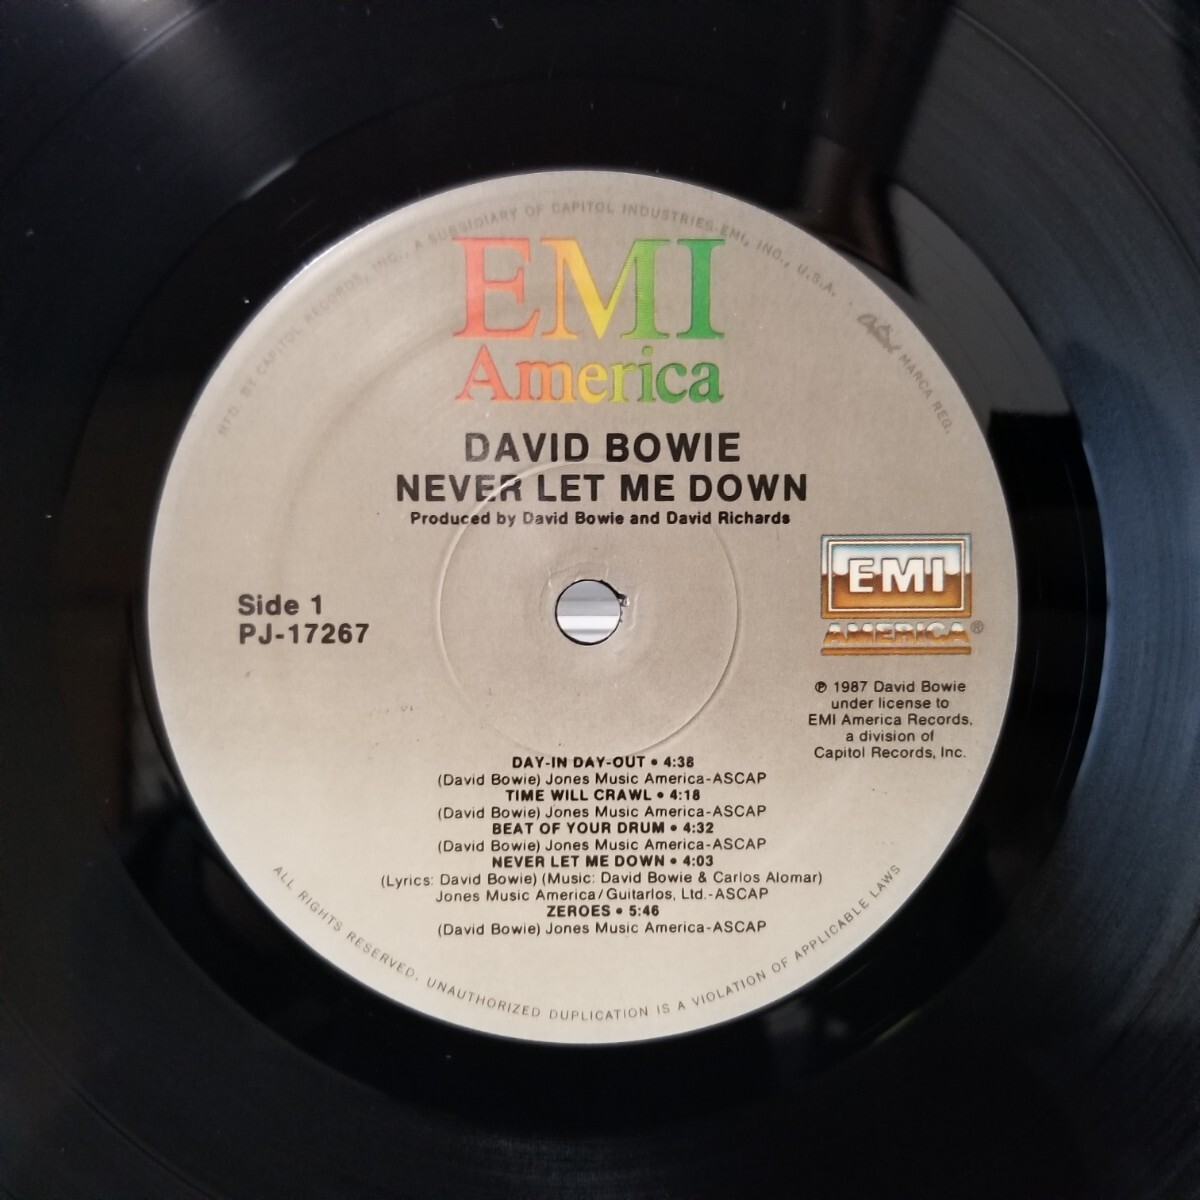 MFD. BY CAPITOL RECORDS, INC., A SUBSIDIARY OF CAPITOL INDUSTRIES-EMI, INC., U.S.A. · Capitol MARCA REG.
EMI
America
DAVID BOWIE
NEVER LET ME DOWN
Produced by David Bowie and David Richards
Side 1
PJ-17267
EMI
AMERICA®
℗ 1987 David Bowie
under license to
EMI America Records,
a division of
Capitol Records, Inc.
DAY-IN DAY-OUT • 4:38
(David Bowie) Jones Music America-ASCAP
TIME WILL CRAWL • 4:18
(David Bowie) Jones Music America-ASCAP
BEAT OF YOUR DRUM • 4:32
(David Bowie) Jones Music America-ASCAP
NEVER LET ME DOWN • 4:03
(Lyrics: David Bowie) (Music: David Bowie & Carlos Alomar)
Jones Music America/Guitarlos, Ltd.-ASCAP
ZEROES • 5:46
(David Bowie) Jones Music America-ASCAP
ALL RIGHTS RESERVED. UNAUTHORIZED DUPLICATION IS A VIOLATION OF APPLICABLE LAWS